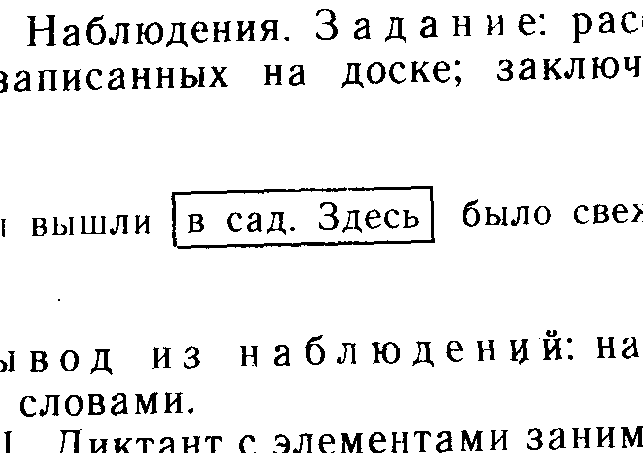 Наблюдения. Задание: рас
записанных на доске; заключ
вышли в сад. Здесь было свеж
ывод из наблюдений: на
словами.
Диктант с элементами заним